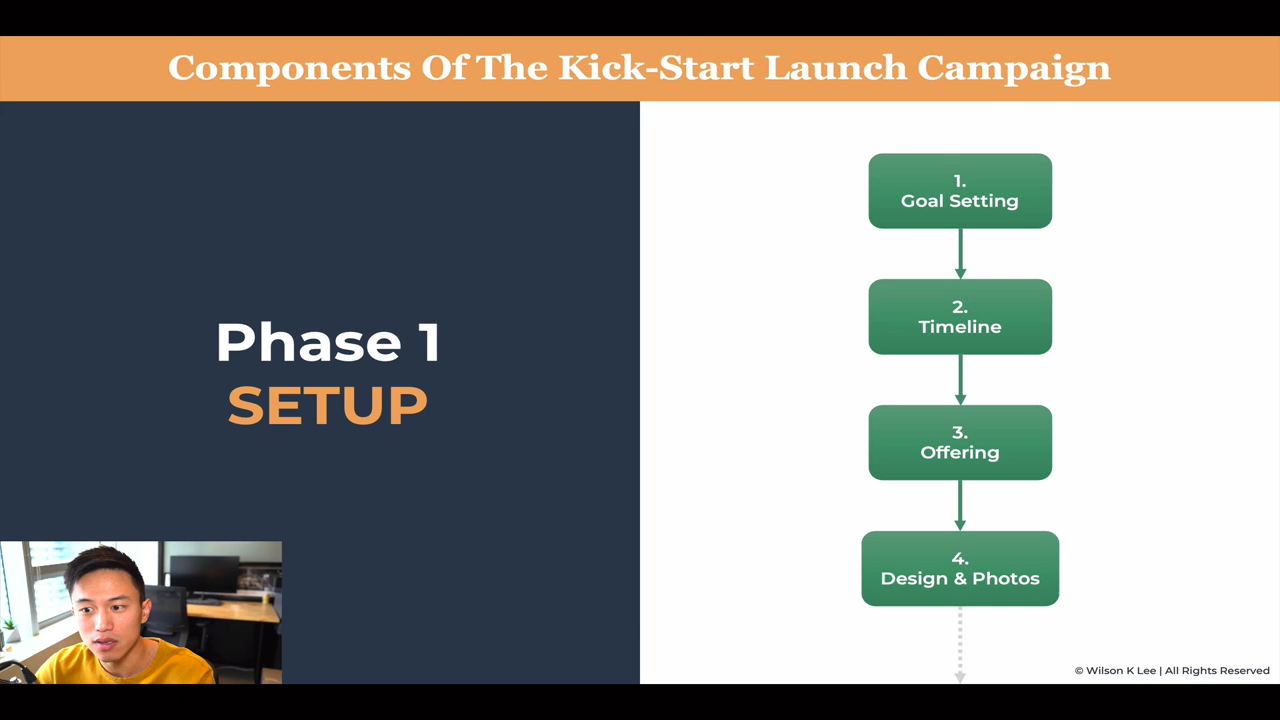 Components Of The Kick-Start Launch Campaign
Phase 1
SETUP
1.
Goal Setting
2.
Timeline
3.
Offering
4.
Design & Photos
© Wilson K Lee | All Rights Reserved